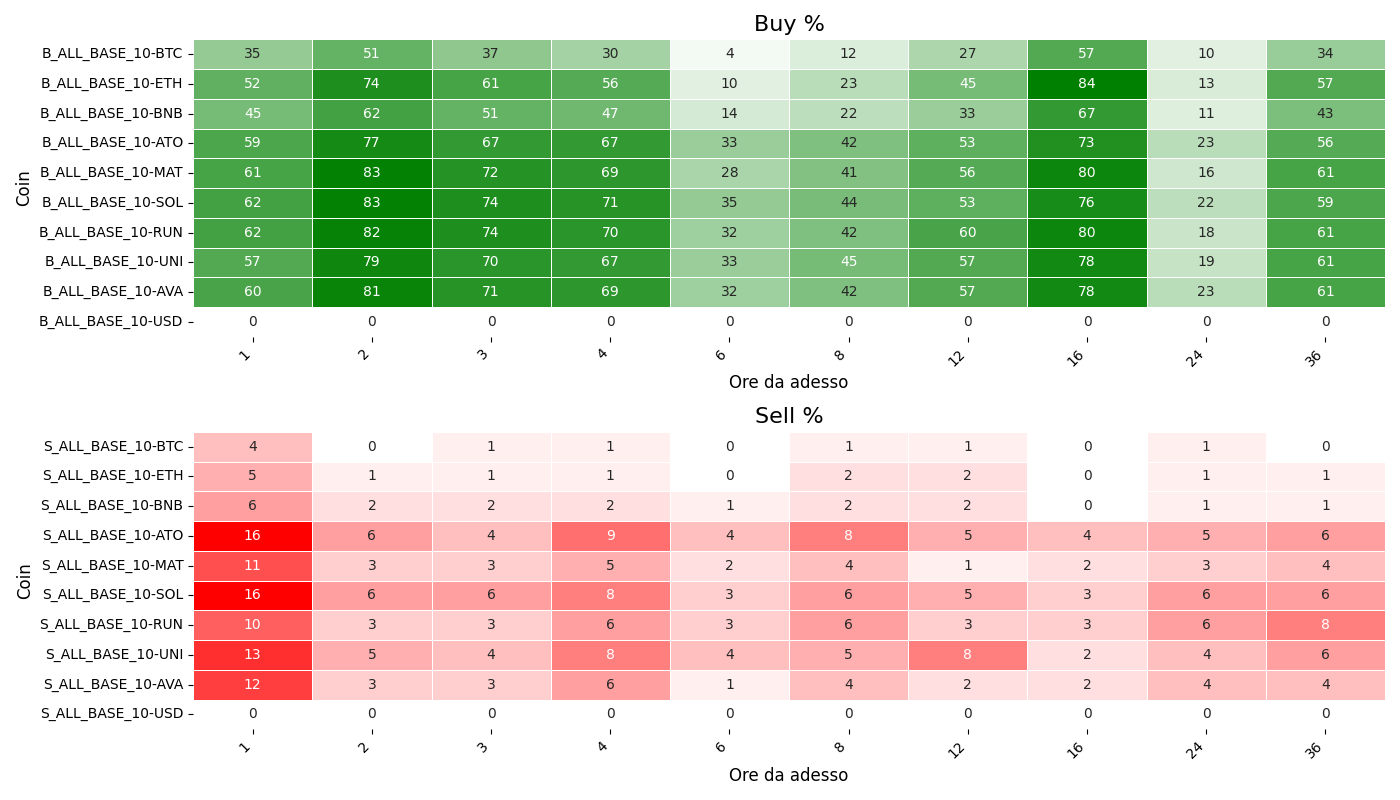 Buy %
Coin
B_ALL_BASE_10-BTC 35 51 37 30 4 12 27 57 10 34
B_ALL_BASE_10-ETH 52 74 61 56 10 23 45 84 13 57
B_ALL_BASE_10-BNB 45 62 51 47 14 22 33 67 11 43
B_ALL_BASE_10-ATO 59 77 67 67 33 42 53 73 23 56
B_ALL_BASE_10-MAT 61 83 72 69 28 41 56 80 16 61
B_ALL_BASE_10-SOL 62 83 74 71 35 44 53 76 22 59
B_ALL_BASE_10-RUN 62 82 74 70 32 42 60 80 18 61
B_ALL_BASE_10-UNI 57 79 70 67 33 45 57 78 19 61
B_ALL_BASE_10-AVA 60 81 71 69 32 42 57 78 23 61
B_ALL_BASE_10-USD 0 0 0 0 0 0 0 0 0 0
1 2 3 4 6 8 12 16 24 36
Ore da adesso
Sell %
Coin
S_ALL_BASE_10-BTC 4 0 1 1 0 1 1 0 1 0
S_ALL_BASE_10-ETH 5 1 1 1 0 2 2 0 1 1
S_ALL_BASE_10-BNB 6 2 2 2 1 2 2 0 1 1
S_ALL_BASE_10-ATO 16 6 4 9 4 8 5 4 5 6
S_ALL_BASE_10-MAT 11 3 3 5 2 4 1 2 3 4
S_ALL_BASE_10-SOL 16 6 6 8 3 6 5 3 6 6
S_ALL_BASE_10-RUN 10 3 3 6 3 6 3 3 6 8
S_ALL_BASE_10-UNI 13 5 4 8 4 5 8 2 4 6
S_ALL_BASE_10-AVA 12 3 3 6 1 4 2 2 4 4
S_ALL_BASE_10-USD 0 0 0 0 0 0 0 0 0 0
1 2 3 4 6 8 12 16 24 36
Ore da adesso